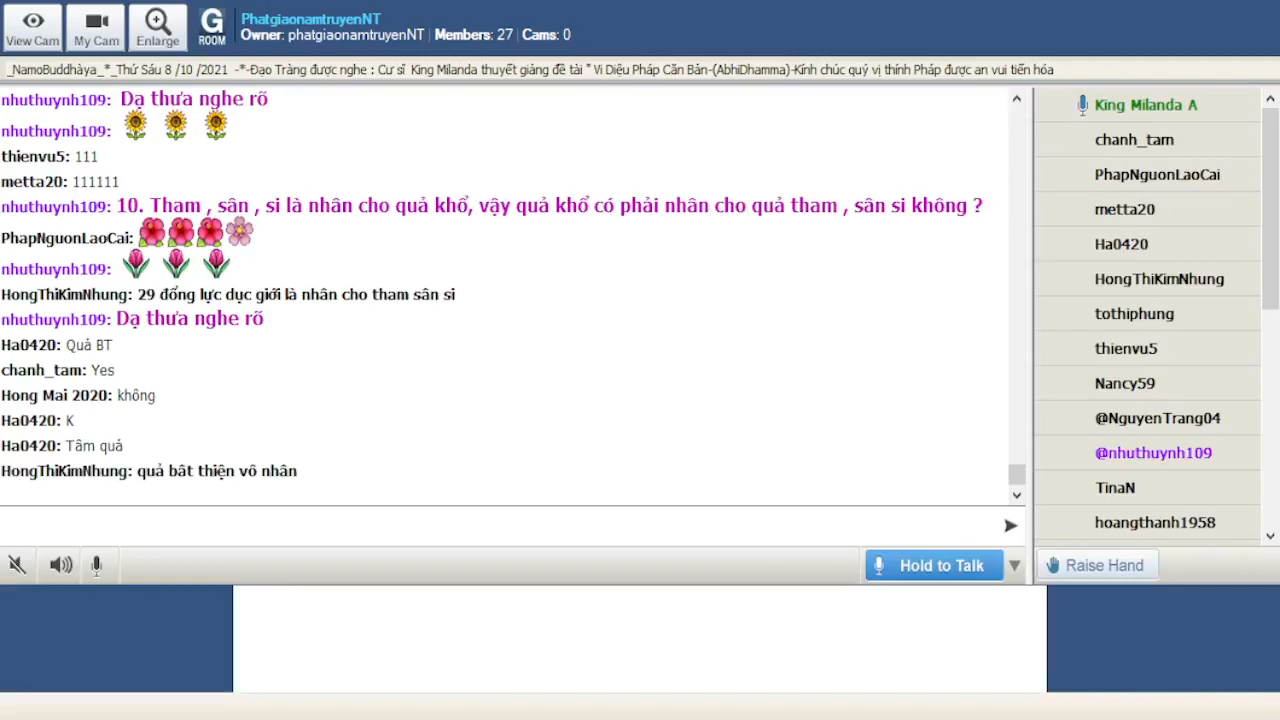 View Cam
My Cam
Enlarge
G
ROOM
PhatgiaonamtruyenNT
Owner: phatgiaonamtruyenNT | Members: 27 | Cams: 0
_NamoBuddhàya_*_Thứ Sáu 8 /10 /2021 -*-Đạo Tràng được nghe : Cư sĩ King Milanda thuyết giảng đề tài " Vi Diệu Pháp Căn Bản-(AbhiDhamma)-Kính chúc quý vị thính Pháp được an vui tiến hóa
nhuthuynh109: Dạ thưa nghe rõ
nhuthuynh109:
thienvu5: 111
metta20: 111111
nhuthuynh109: 10. Tham , sân , si là nhân cho quả khổ, vậy quả khổ có phải nhân cho quả tham , sân si không ?
PhapNguonLaoCai:
nhuthuynh109:
HongThiKimNhung: 29 đổng lực dục giới là nhân cho tham sân si
nhuthuynh109: Dạ thưa nghe rõ
Ha0420: Quả BT
chanh_tam: Yes
Hong Mai 2020: không
Ha0420: K
Ha0420: Tâm quả
HongThiKimNhung: quả bât thiện vô nhân
King Milanda A
chanh_tam
PhapNguonLaoCai
metta20
Ha0420
HongThiKimNhung
tothiphung
thienvu5
Nancy59
@NguyenTrang04
@nhuthuynh109
TinaN
hoangthanh1958
Hold to Talk
Raise Hand